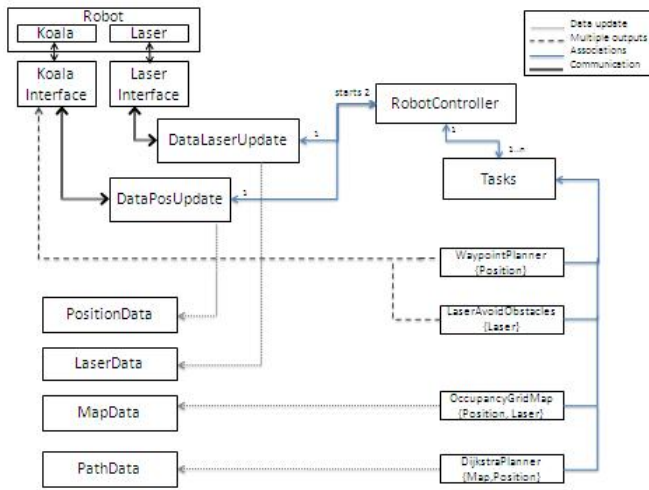 Robot
Koala
Laser
Koala
Interface
Laser
Interface
Data update
Multiple outputs
Associations
Communication
starts 2
RobotController
1
DataLaserUpdate
1
1..n
Tasks
1
DataPosUpdate
WaypointPlanner
{Position}
PositionData
LaserAvoidObstacles
{Laser}
LaserData
MapData
OccupancyGridMap
{Position, Laser}
PathData
DijkstraPlanner
{Map,Position}